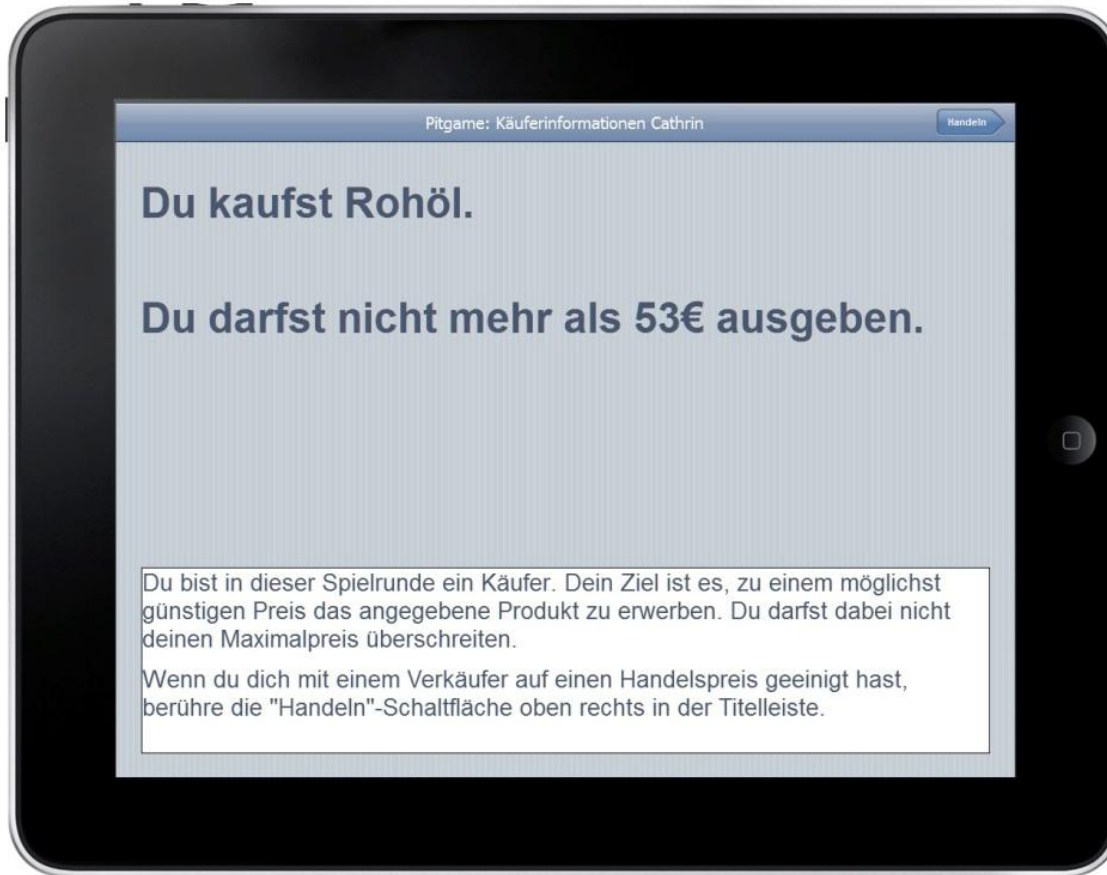 Pitgame: Käuferinformationen Cathrin
Handeln
Du kaufst Rohöl.
Du darfst nicht mehr als 53€ ausgeben.
Du bist in dieser Spielrunde ein Käufer. Dein Ziel ist es, zu einem möglichst
günstigen Preis das angegebene Produkt zu erwerben. Du darfst dabei nicht
deinen Maximalpreis überschreiten.
Wenn du dich mit einem Verkäufer auf einen Handelspreis geeinigt hast,
berühre die "Handeln"-Schaltfläche oben rechts in der Titelleiste.